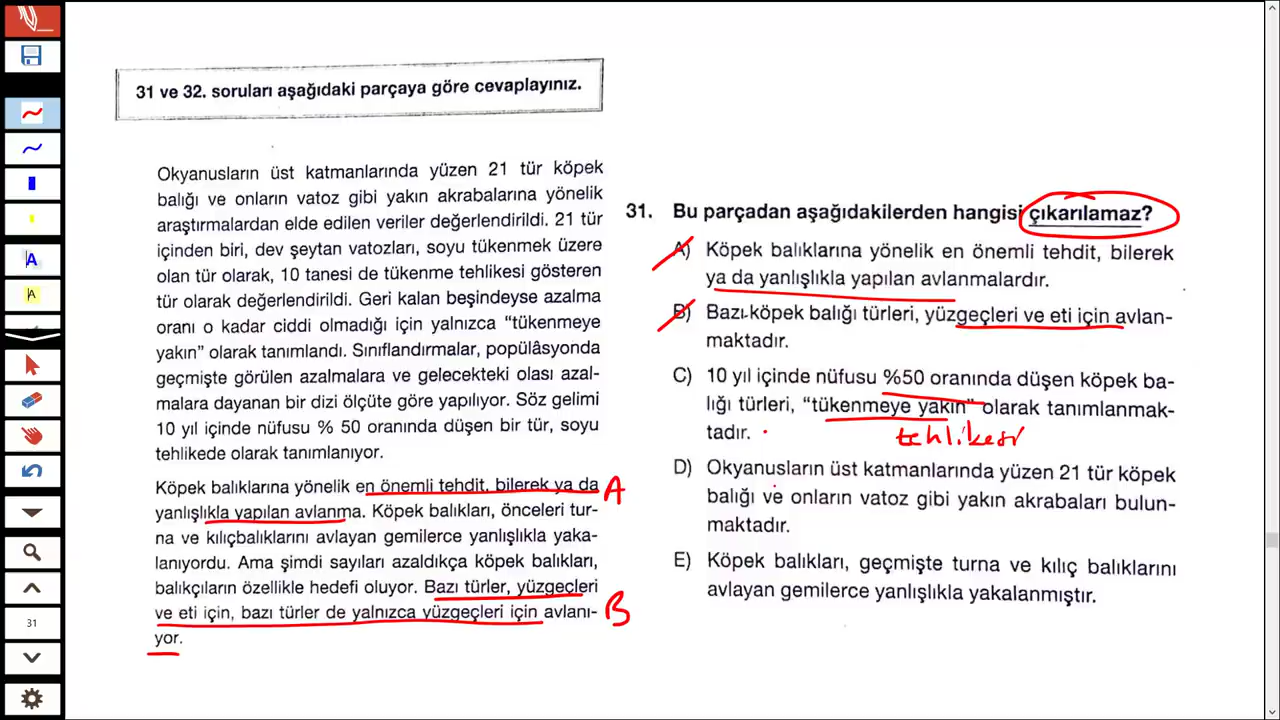 31 ve 32. soruları aşağıdaki parçaya göre cevaplayınız.
Okyanusların üst katmanlarında yüzen 21 tür köpek
balığı ve onların vatoz gibi yakın akrabalarına yönelik
araştırmalardan elde edilen veriler değerlendirildi. 21 tür
içinden biri, dev şeytan vatozları, soyu tükenmek üzere
olan tür olarak, 10 tanesi de tükenme tehlikesi gösteren
tür olarak değerlendirildi. Geri kalan beşindeyse azalma
oranı o kadar ciddi olmadığı için yalnızca “tükenmeye
yakın” olarak tanımlandı. Sınıflandırmalar, popülâsyonda
geçmişte görülen azalmalara ve gelecekteki olası azal-
malara dayanan bir dizi ölçüte göre yapılıyor. Söz gelimi
10 yıl içinde nüfusu % 50 oranında düşen bir tür, soyu
tehlikede olarak tanımlanıyor.
Köpek balıklarına yönelik en önemli tehdit, bilerek ya da A
yanlışlıkla yapılan avlanma. Köpek balıkları, önceleri tur-
na ve kılıçbalıklarını avlayan gemilerce yanlışlıkla yaka-
lanıyordu. Ama şimdi sayıları azaldıkça köpek balıkları,
balıkçıların özellikle hedefi oluyor. Bazı türler, yüzgeçleri
ve eti için, bazı türler de yalnızca yüzgeçleri için avlanı- B
yor.
31. Bu parçadan aşağıdakilerden hangisi çıkarılamaz?
A) Köpek balıklarına yönelik en önemli tehdit, bilerek
ya da yanlışlıkla yapılan avlanmalardır.
B) Bazı köpek balığı türleri, yüzgeçleri ve eti için avlan-
maktadır.
C) 10 yıl içinde nüfusu %50 oranında düşen köpek ba-
lığı türleri, “tükenmeye yakın” olarak tanımlanmak-
tadır. tehlikesi
D) Okyanusların üst katmanlarında yüzen 21 tür köpek
balığı ve onların vatoz gibi yakın akrabaları bulun-
maktadır.
E) Köpek balıkları, geçmişte turna ve kılıç balıklarını
avlayan gemilerce yanlışlıkla yakalanmıştır.
A
A
31